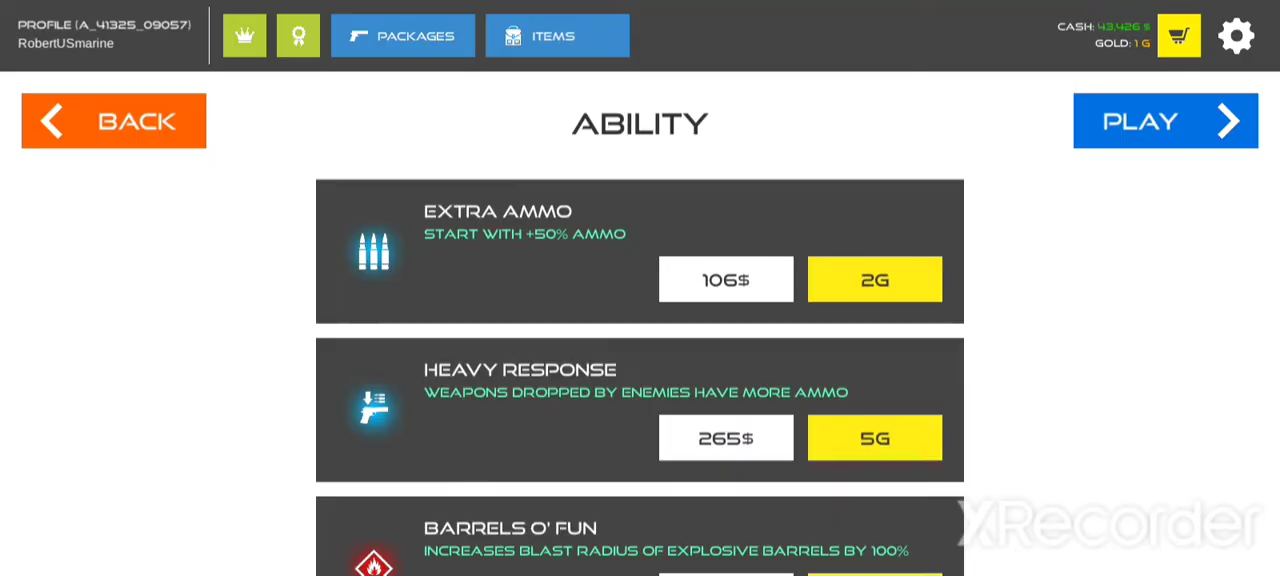 PROFILE (A_41325_09057)
RobertUSmarine
PACKAGES
ITEMS
CASH: 43,426 $
GOLD: 1 G
BACK
ABILITY
PLAY
EXTRA AMMO
START WITH +50% AMMO
106$
2G
HEAVY RESPONSE
WEAPONS DROPPED BY ENEMIES HAVE MORE AMMO
265$
5G
BARRELS O' FUN
INCREASES BLAST RADIUS OF EXPLOSIVE BARRELS BY 100%
XRecorder